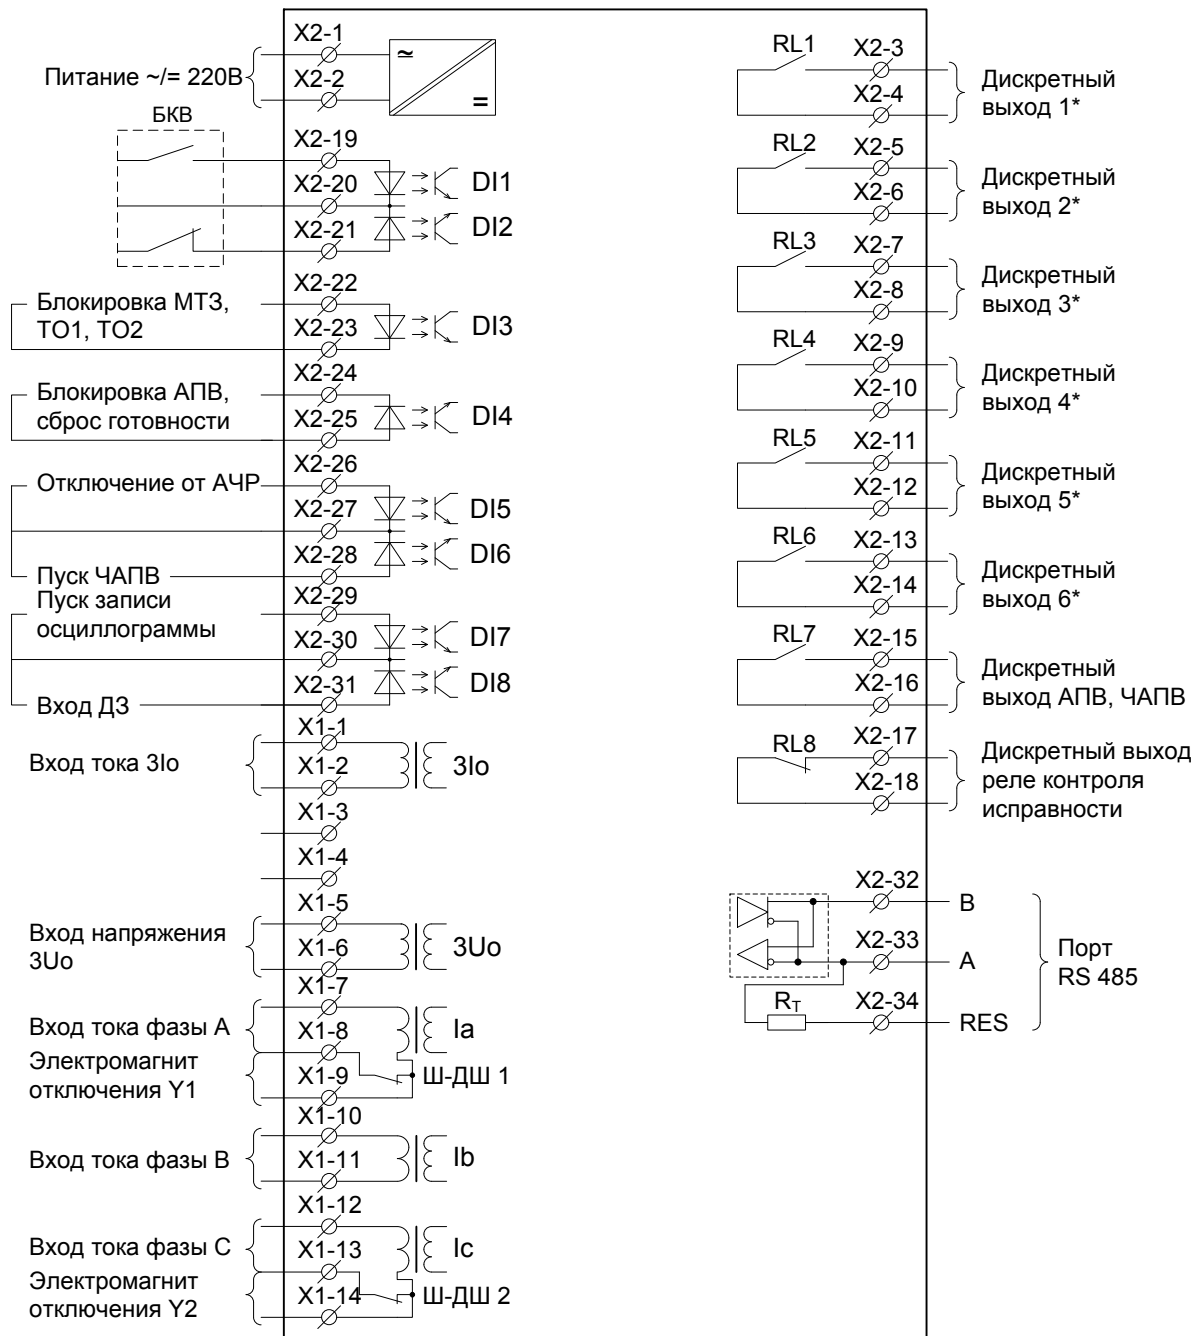 X2-1
Питание ~/= 220В
X2-2
≃
=
БКВ
X2-19
X2-20
DI1
X2-21
DI2
X2-22
Блокировка МТЗ,
ТО1, ТО2
X2-23
DI3
X2-24
Блокировка АПВ,
сброс готовности
X2-25
DI4
X2-26
Отключение от АЧР
X2-27
DI5
X2-28
DI6
Пуск ЧАПВ
X2-29
Пуск записи
осциллограммы
X2-30
DI7
X2-31
DI8
Вход ДЗ
X1-1
Вход тока 3Io
X1-2
3Io
X1-3
X1-4
X1-5
Вход напряжения
3Uo
X1-6
3Uo
X1-7
Вход тока фазы А
X1-8
Ia
Электромагнит
отключения Y1
X1-9
Ш-ДШ 1
X1-10
Вход тока фазы В
X1-11
Ib
X1-12
Вход тока фазы С
X1-13
Ic
Электромагнит
отключения Y2
X1-14
Ш-ДШ 2
RL1
X2-3
X2-4
Дискретный
выход 1*
RL2
X2-5
X2-6
Дискретный
выход 2*
RL3
X2-7
X2-8
Дискретный
выход 3*
RL4
X2-9
X2-10
Дискретный
выход 4*
RL5
X2-11
X2-12
Дискретный
выход 5*
RL6
X2-13
X2-14
Дискретный
выход 6*
RL7
X2-15
X2-16
Дискретный
выход АПВ, ЧАПВ
RL8
X2-17
X2-18
Дискретный выход
реле контроля
исправности
X2-32
B
X2-33
A
RT
X2-34
RES
Порт
RS 485